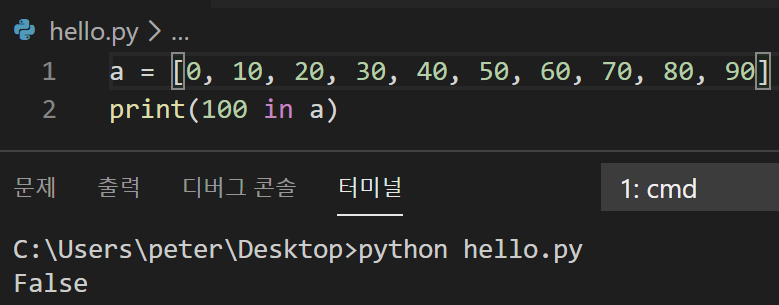 hello.py > ...
1 a = [0, 10, 20, 30, 40, 50, 60, 70, 80, 90]
2 print(100 in a)
문제 출력 디버그 콘솔 터미널 1: cmd
C:\Users\peter\Desktop>python hello.py
False